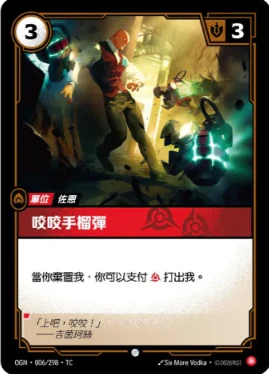 3
3
單位 佐恩
咬咬手榴彈
當你棄置我，你可以支付 打出我。
「上吧，咬咬！」
——吉茵珂絲
OGN • 006/298 • TC
Six More Vodka • ©2026RGT